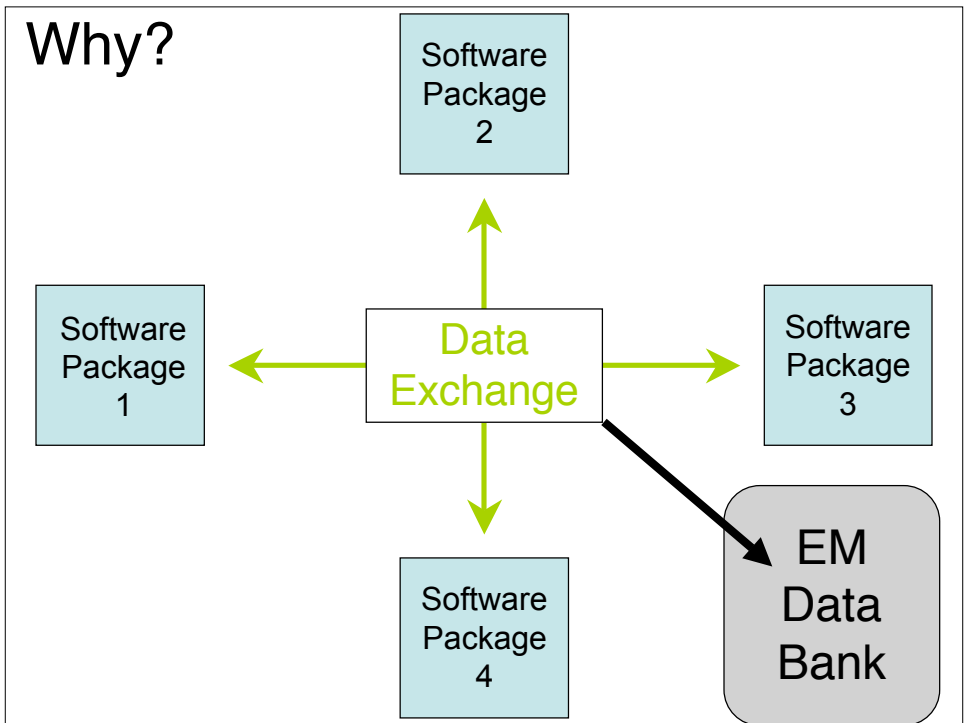 Why?
Software
Package
2
Software
Package
1
Data
Exchange
Software
Package
3
Software
Package
4
EM
Data
Bank